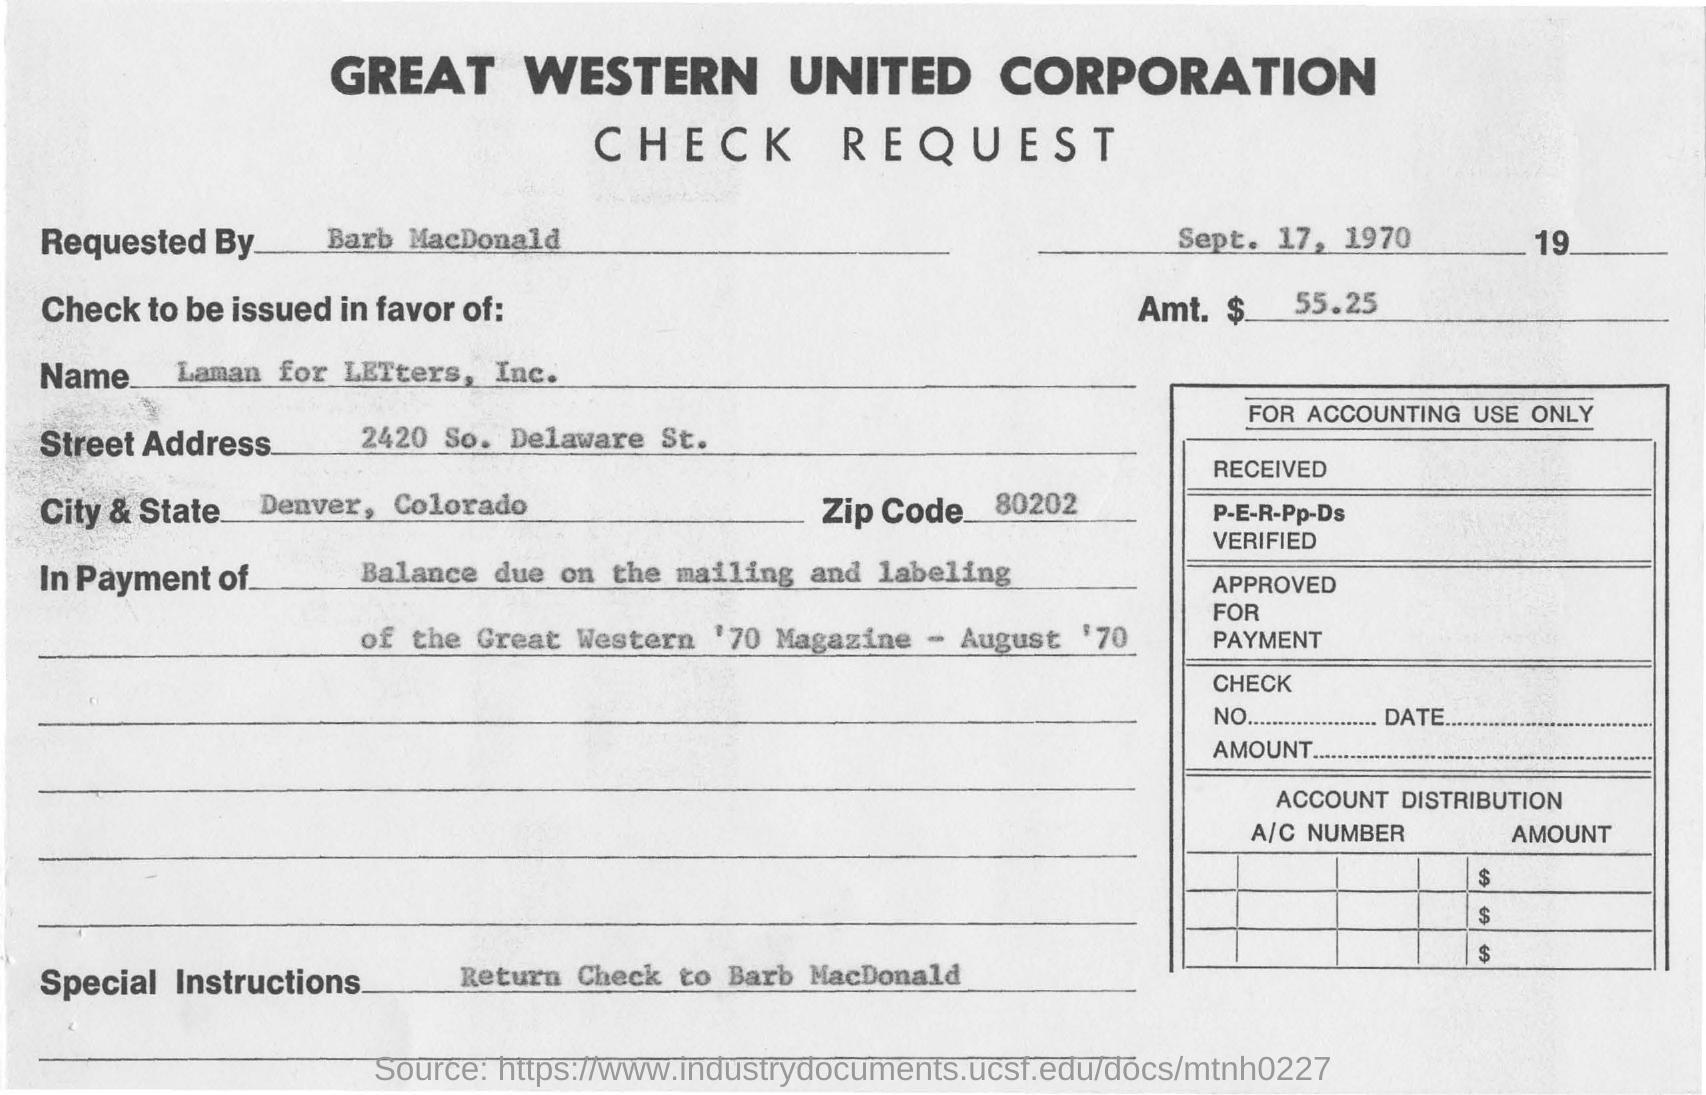 GREAT WESTERN UNITED CORPORATION
CHECK REQUEST
Requested By Barb MacDonald Sept. 17, 1970 19
Check to be issued in favor of: Amt. $ 55.25
Name Laman for LETters, Inc.
Street Address 2420 So. Delaware St.
City & State Denver, Colorado Zip Code 80202
In Payment of Balance due on the mailing and labeling
of the Great Western '70 Magazine - August '70
Special Instructions Return Check to Barb MacDonald
FOR ACCOUNTING USE ONLY
RECEIVED
P-E-R-Pp-Ds
VERIFIED
APPROVED
FOR
PAYMENT
CHECK
NO. DATE
AMOUNT
ACCOUNT DISTRIBUTION
A/C NUMBER AMOUNT
$
$
$
Source: https://www.industrydocuments.ucsf.edu/docs/mtnh0227